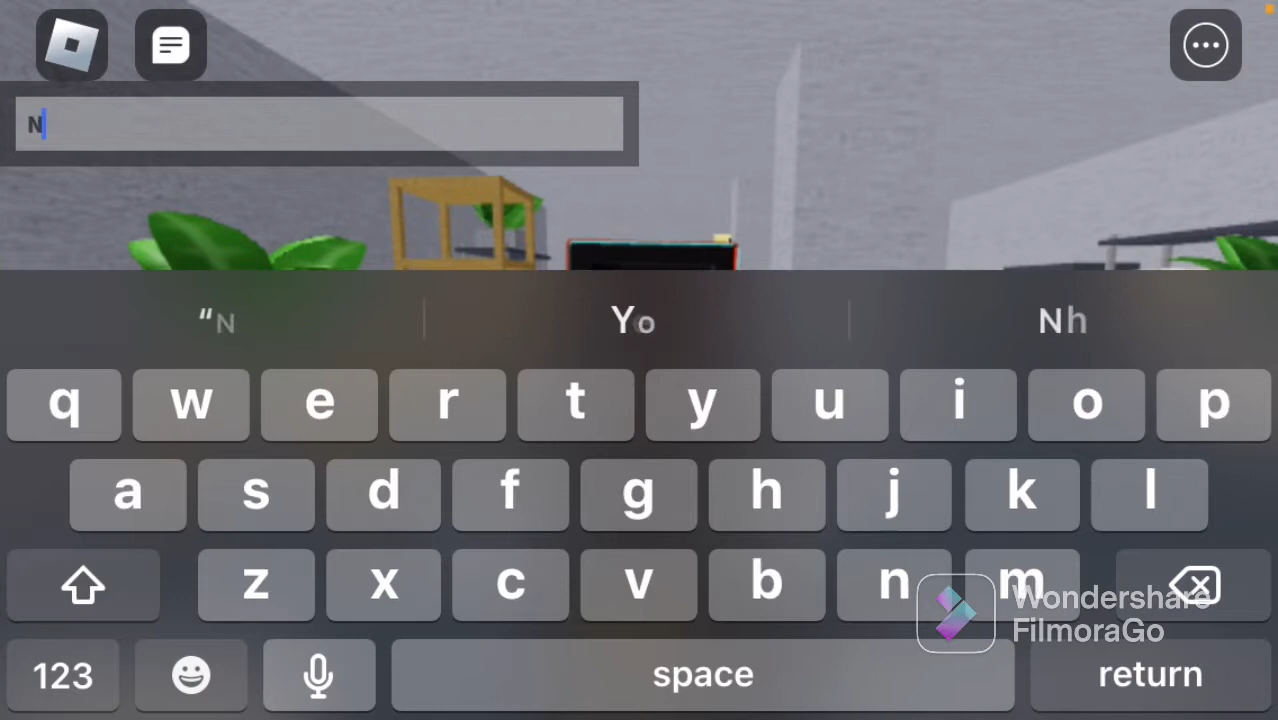 N
“N Yo Nh
q w e r t y u i o p
a s d f g h j k l
z x c v b n m
Wondershare
FilmoraGo
123 space return